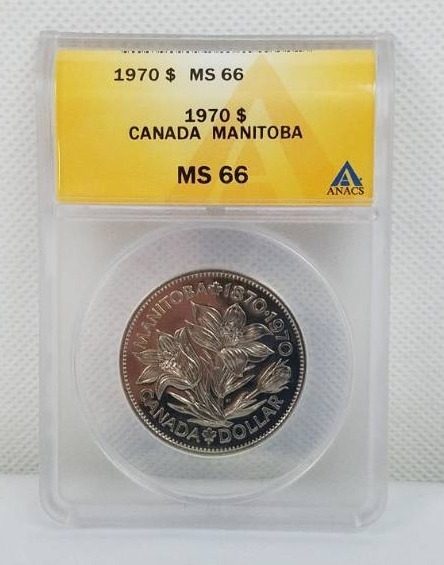 1970 $ MS 66
1970 $
CANADA MANITOBA
MS 66
ANACS
MANITOBA 1870·1970
CANADA DOLLAR